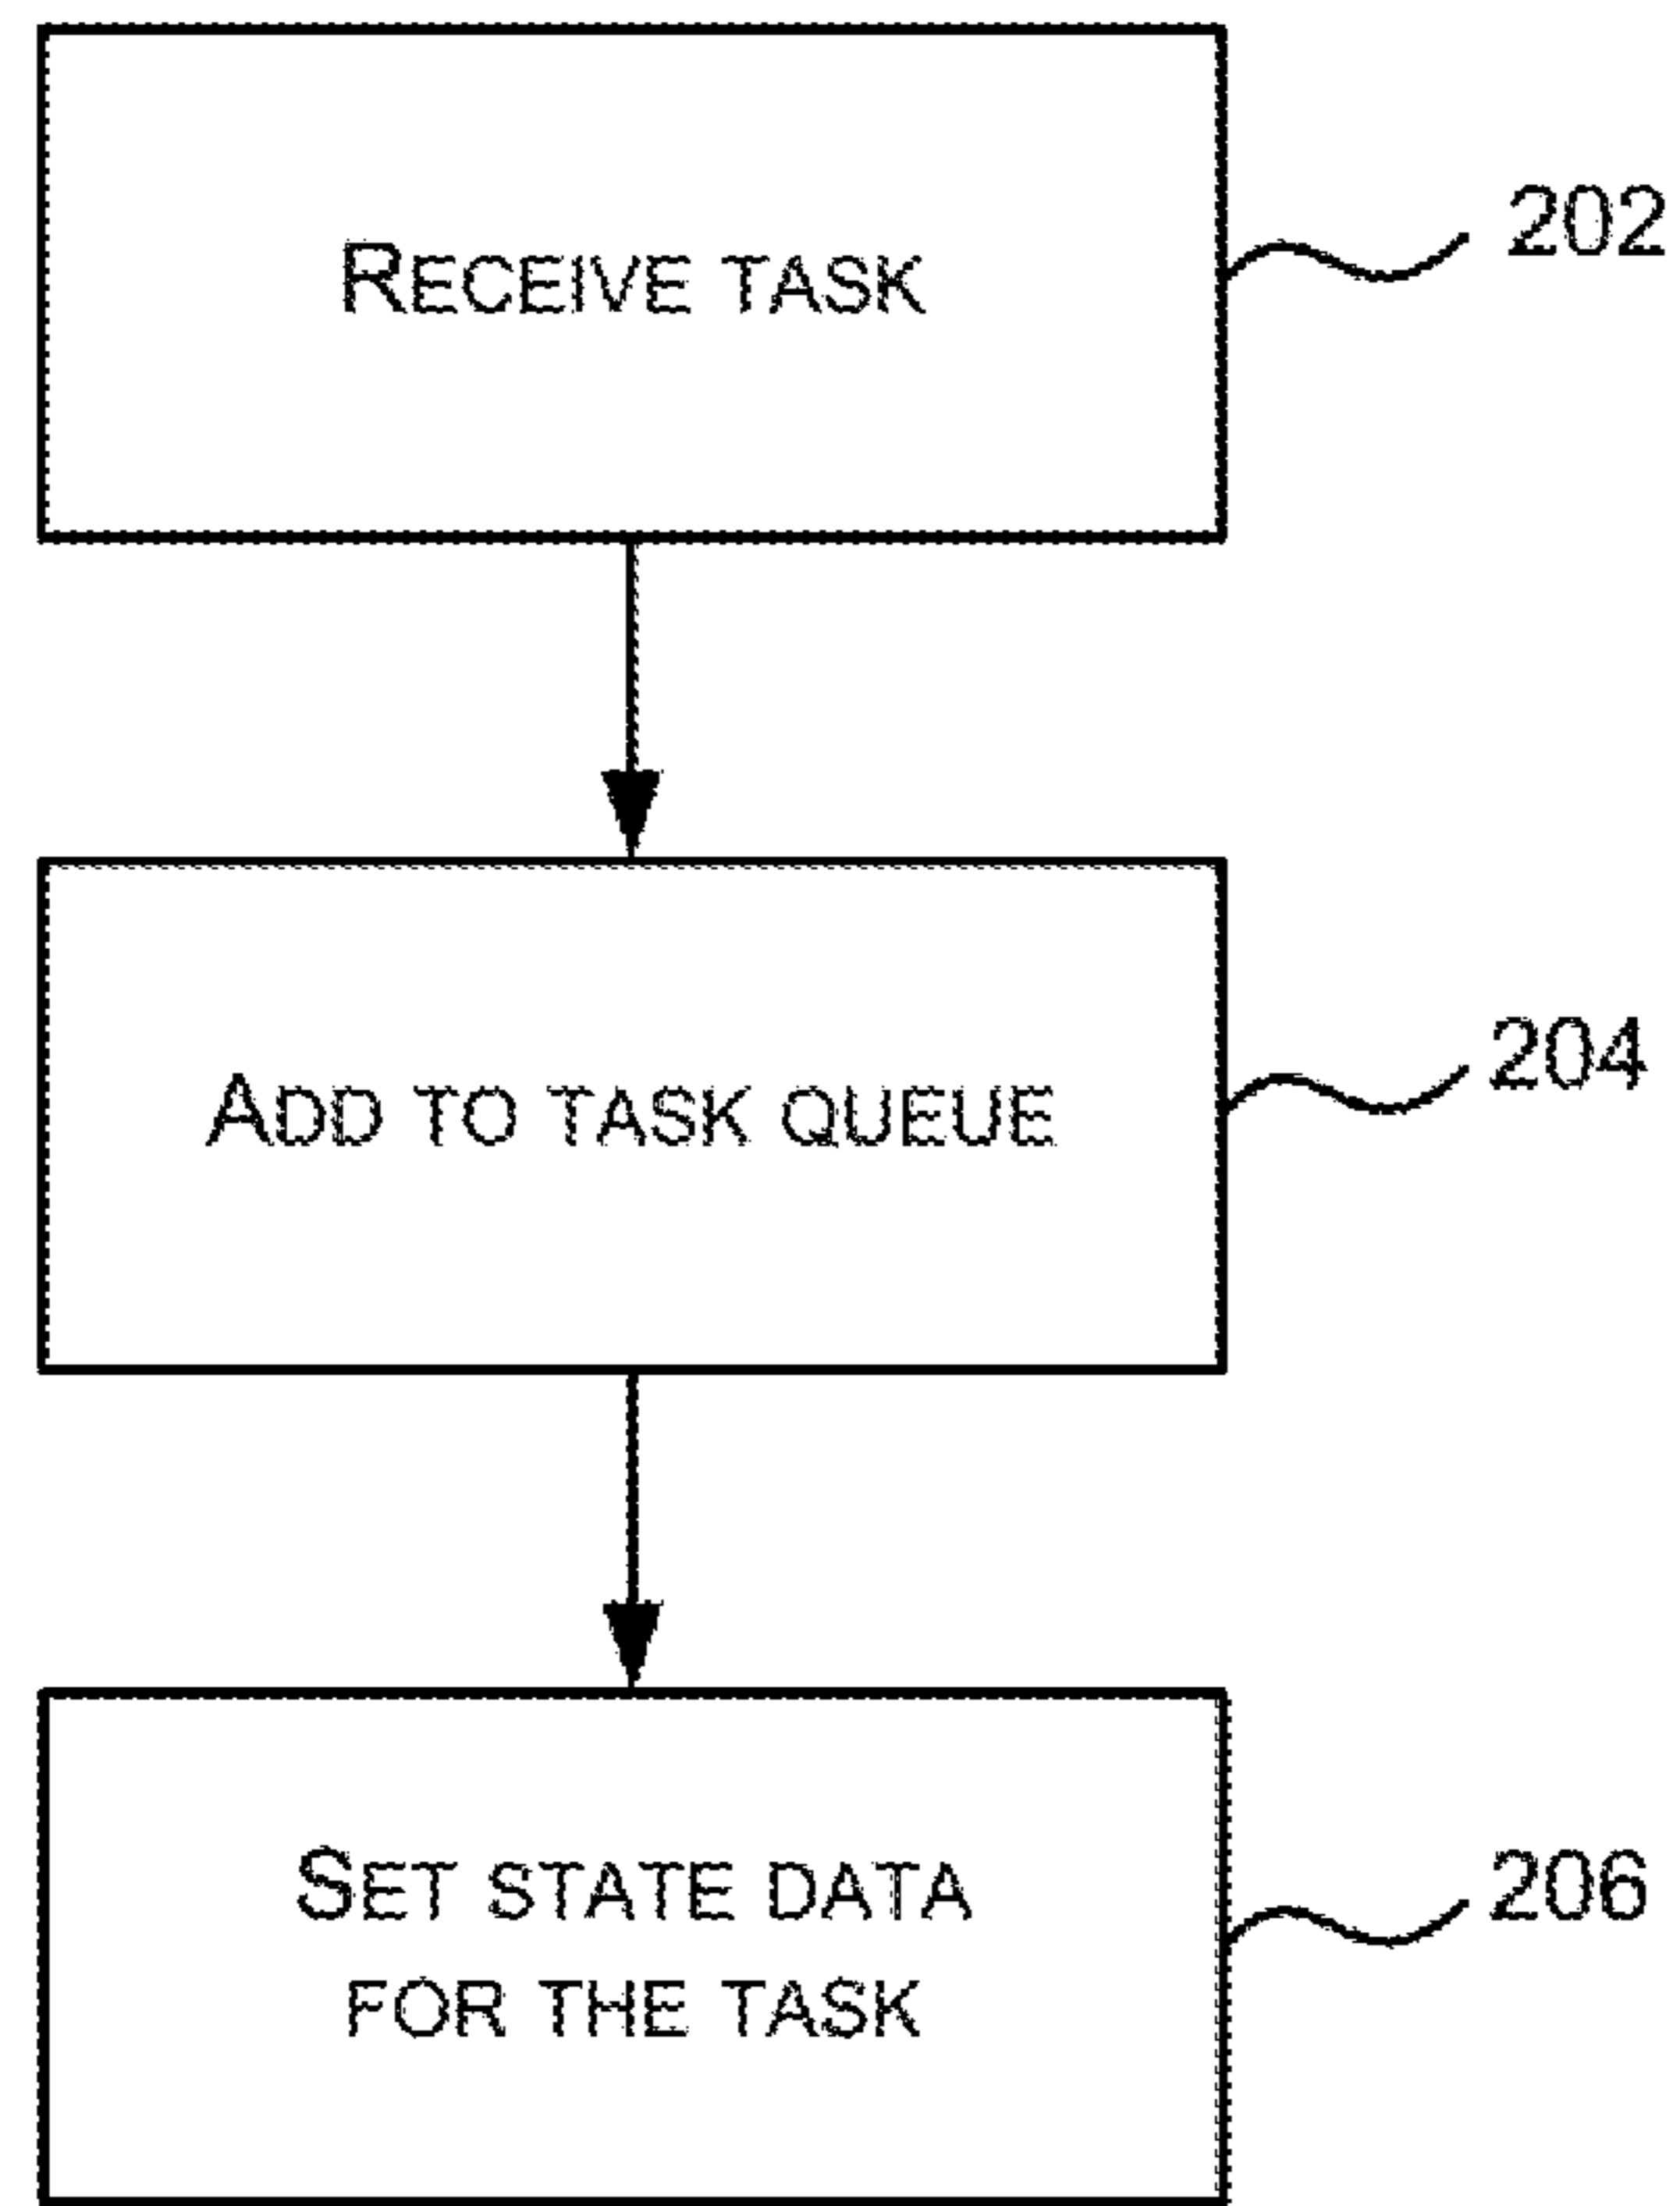 RECEIVE TASK
202
ADD TO TASK QUEUE
204
SET STATE DATA
FOR THE TASK
206